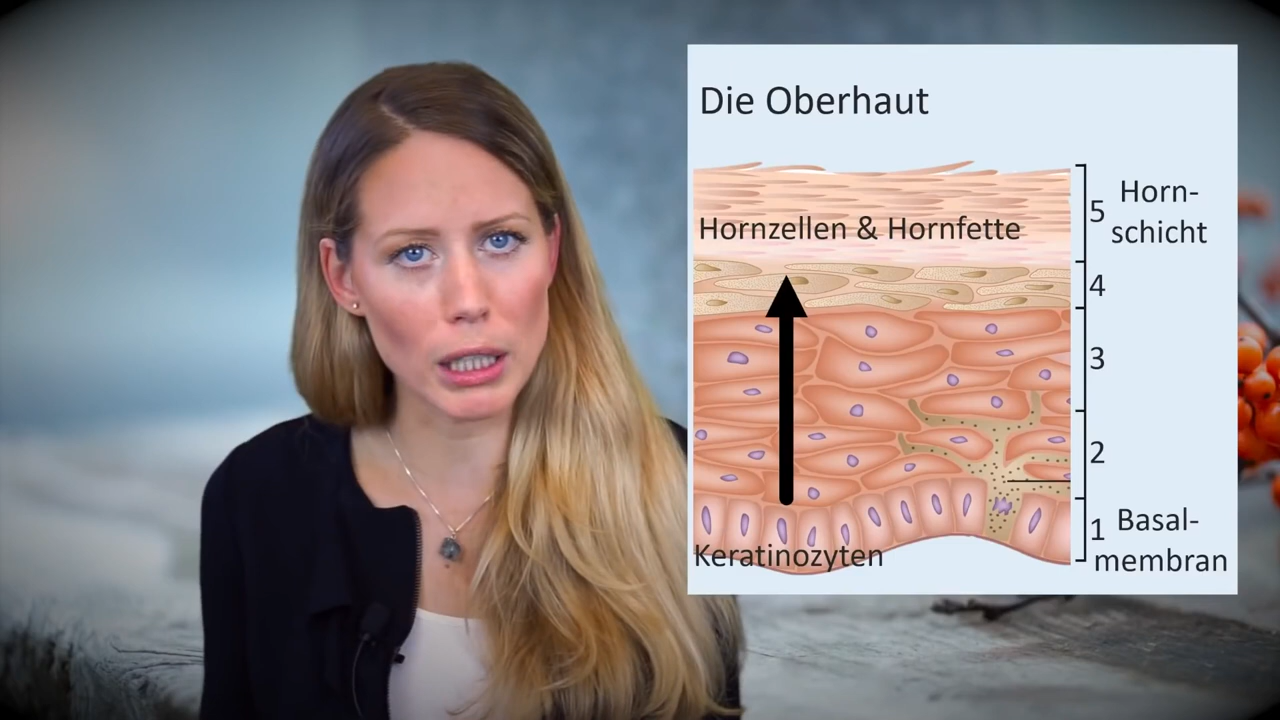 Die Oberhaut
Hornzellen & Hornfette
Keratinozyten
5
4
3
2
1
Horn-
schicht
Basal-
membran